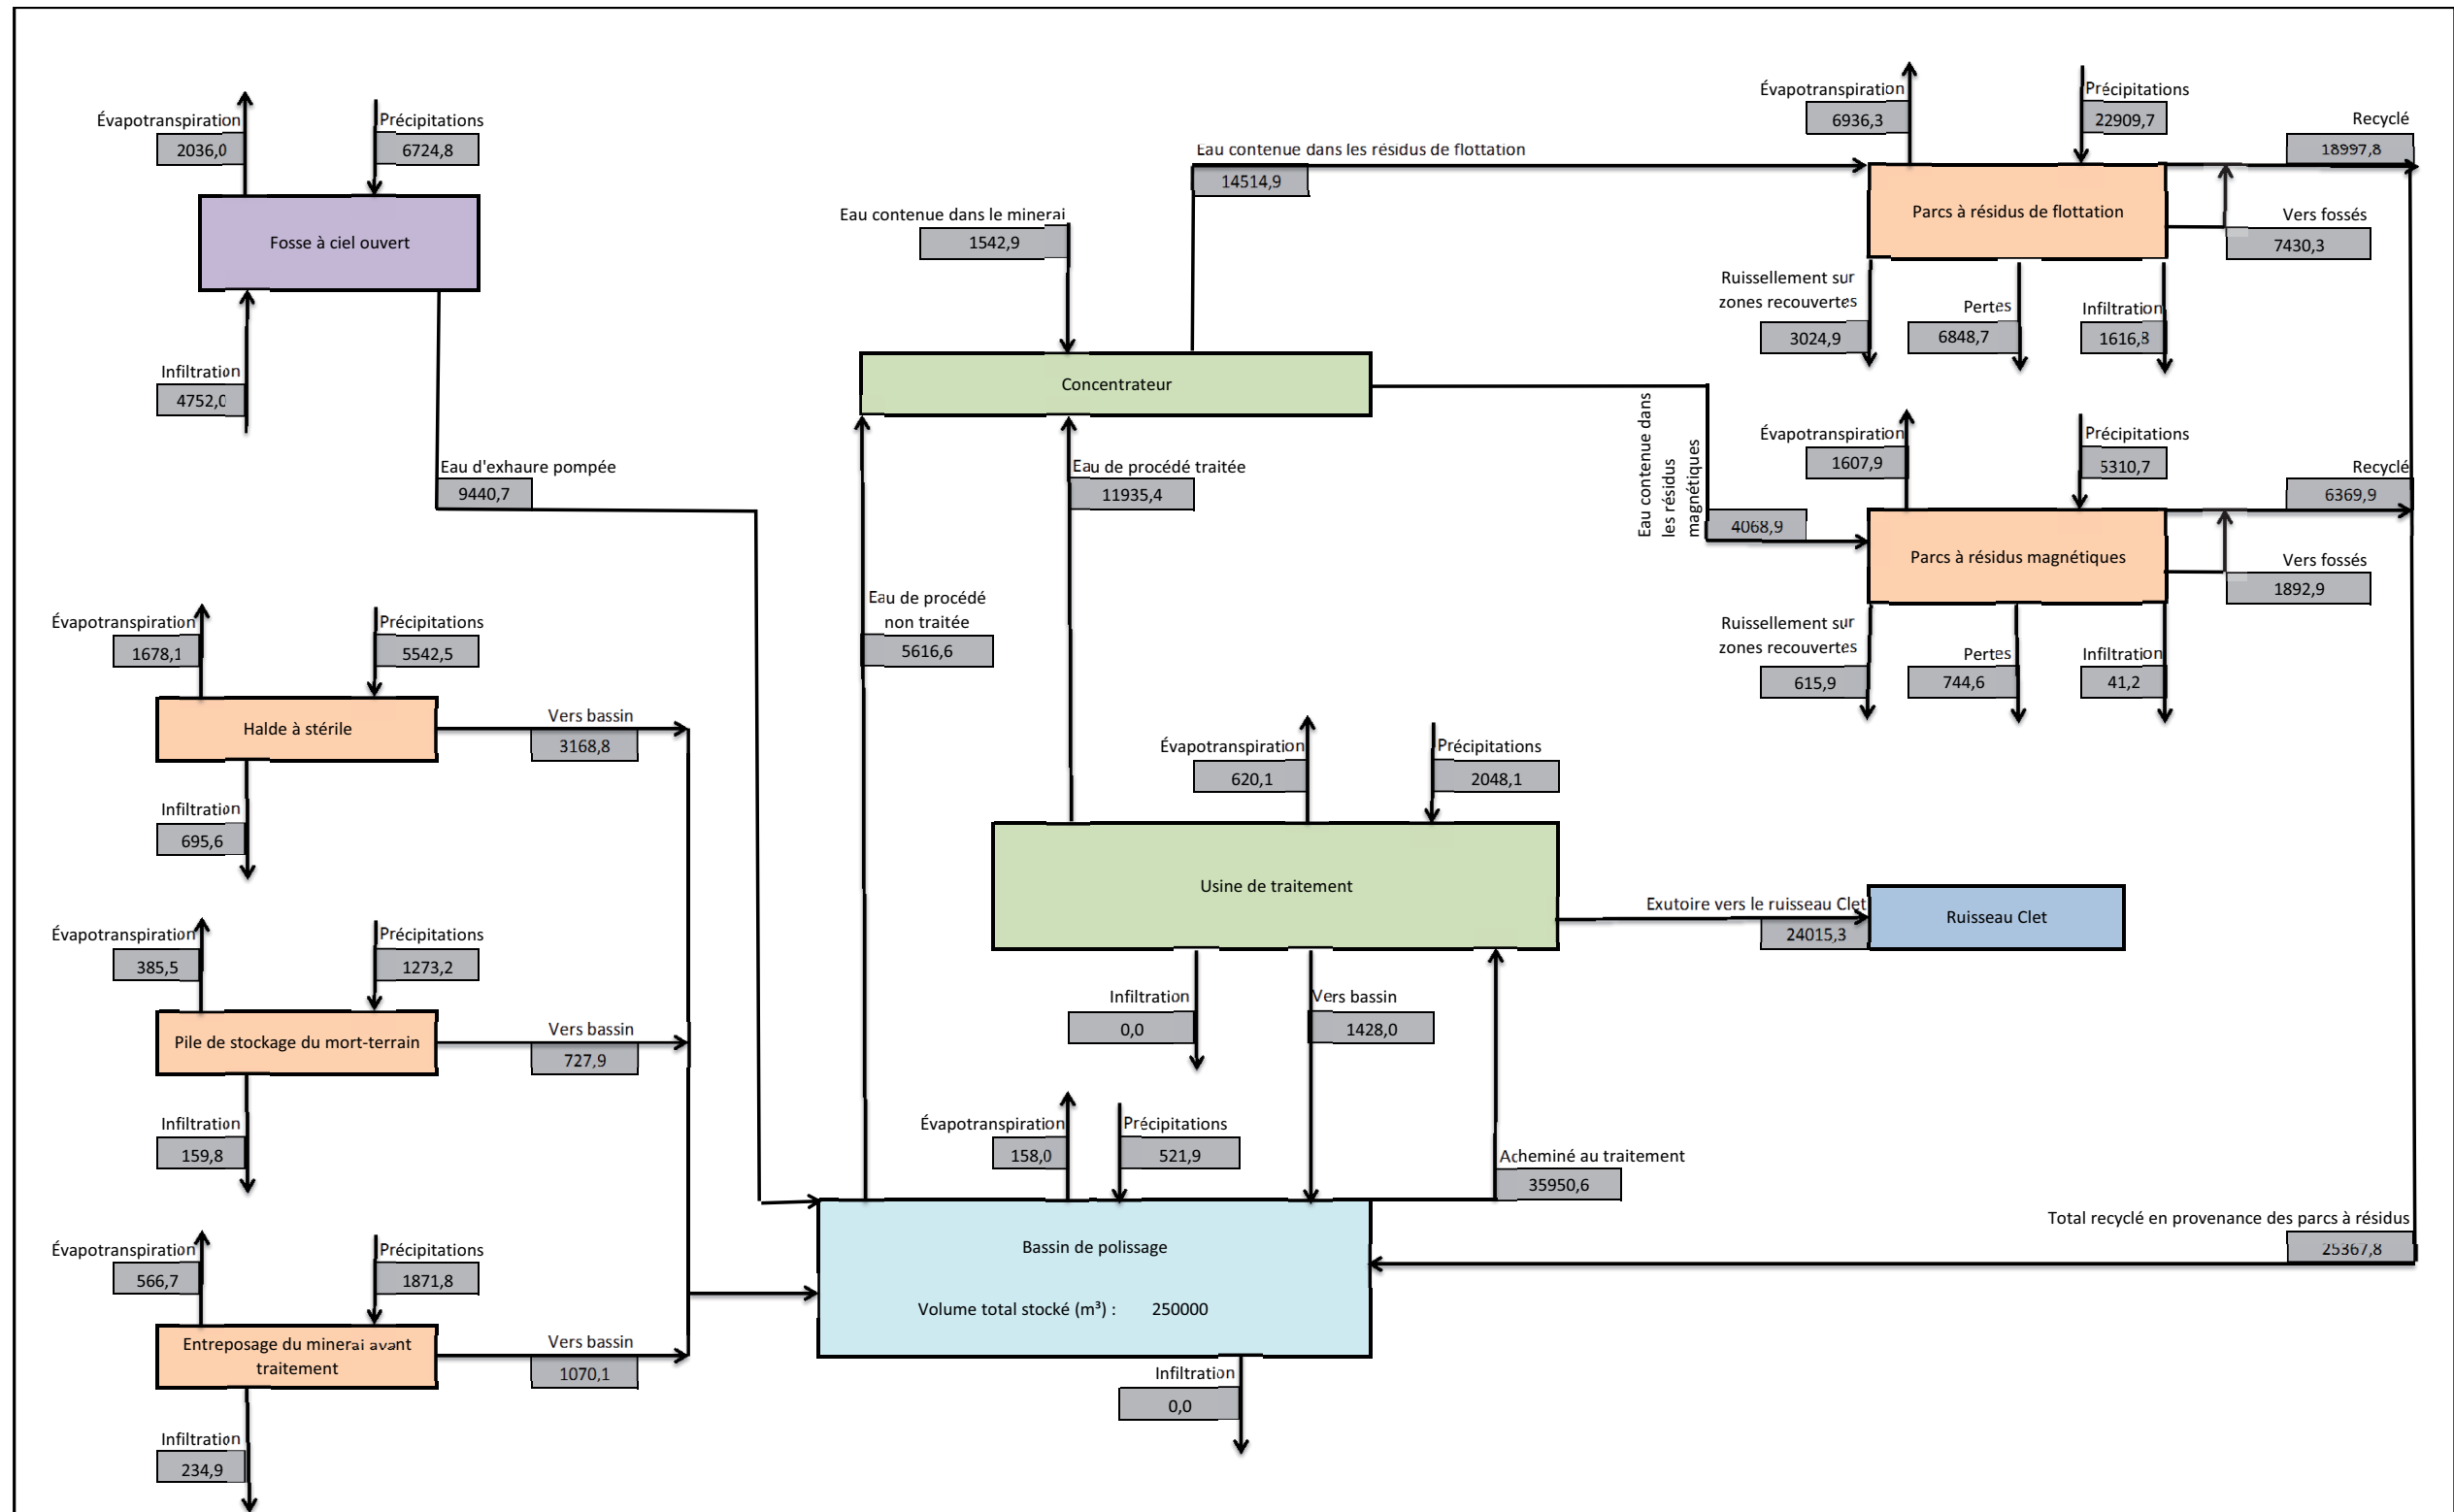 Évapotranspiration
2036,0
Précipitations
6724,8
Fosse à ciel ouvert
Infiltration
4752,0
Eau d'exhaure pompée
9440,7
Évapotranspiration
1678,1
Précipitations
5542,5
Halde à stérile
Vers bassin
3168,8
Infiltration
695,6
Évapotranspiration
385,5
Précipitations
1273,2
Pile de stockage du mort-terrain
Vers bassin
727,9
Infiltration
159,8
Évapotranspiration
566,7
Précipitations
1871,8
Entreposage du minerai avant
traitement
Vers bassin
1070,1
Infiltration
234,9
Eau contenue dans les résidus de flottation
14514,9
Eau contenue dans le minerai
1542,9
Concentrateur
Eau de procédé traitée
11935,4
Eau de procédé
non traitée
5616,6
Eau contenue dans
les résidus
magnétiques
4068,9
Évapotranspiration
620,1
Précipitations
2048,1
Usine de traitement
Exutoire vers le ruisseau Clet
24015,3
Ruisseau Clet
Infiltration
0,0
Vers bassin
1428,0
Évapotranspiration
158,0
Précipitations
521,9
Acheminé au traitement
35950,6
Bassin de polissage
Volume total stocké (m³) : 250000
Infiltration
0,0
Évapotranspiration
6936,3
Précipitations
22909,7
Recyclé
18997,8
Parcs à résidus de flottation
Vers fossés
7430,3
Ruissellement sur
zones recouvertes
3024,9
Pertes
6848,7
Infiltration
1616,8
Évapotranspiration
1607,9
Précipitations
5310,7
Recyclé
6369,9
Parcs à résidus magnétiques
Vers fossés
1892,9
Ruissellement sur
zones recouvertes
615,9
Pertes
744,6
Infiltration
41,2
Total recyclé en provenance des parcs à résidus
25367,8